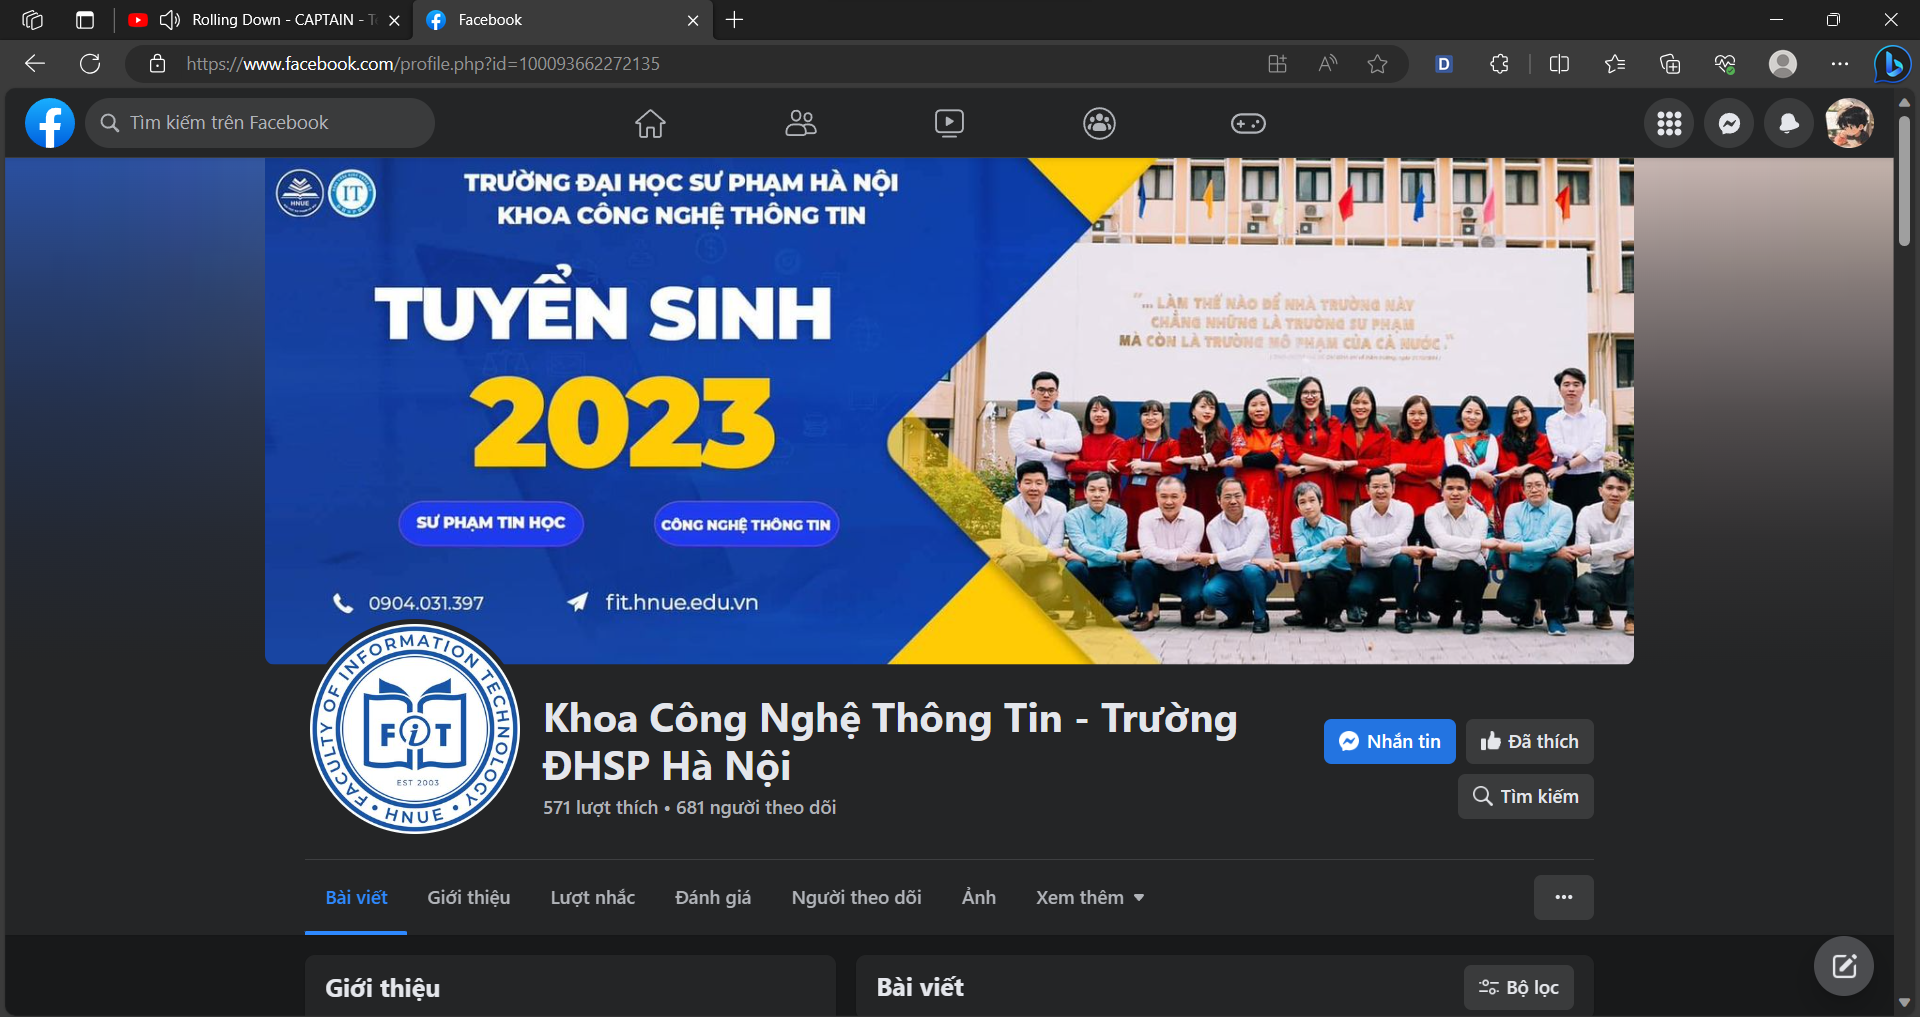 Rolling Down - CAPTAIN - T
Facebook
https://www.facebook.com/profile.php?id=100093662272135
D
Tìm kiếm trên Facebook
HNUE
IT
TRƯỜNG ĐẠI HỌC SƯ PHẠM HÀ NỘI
KHOA CÔNG NGHỆ THÔNG TIN
TUYỂN SINH
2023
SƯ PHẠM TIN HỌC
CÔNG NGHỆ THÔNG TIN
0904.031.397
fit.hnue.edu.vn
"... LÀM THẾ NÀO ĐỂ NHÀ TRƯỜNG NÀY
CHẲNG NHỮNG LÀ TRƯỜNG SƯ PHẠM
MÀ CÒN LÀ TRƯỜNG MÔ PHẠM CỦA CẢ NƯỚC."
FACULTY OF INFORMATION TECHNOLOGY
FiT
EST 2003
• HNUE •
Khoa Công Nghệ Thông Tin - Trường
ĐHSP Hà Nội
571 lượt thích • 681 người theo dõi
Nhắn tin
Đã thích
Tìm kiếm
Bài viết
Giới thiệu
Lượt nhắc
Đánh giá
Người theo dõi
Ảnh
Xem thêm
Giới thiệu
Bài viết
Bộ lọc